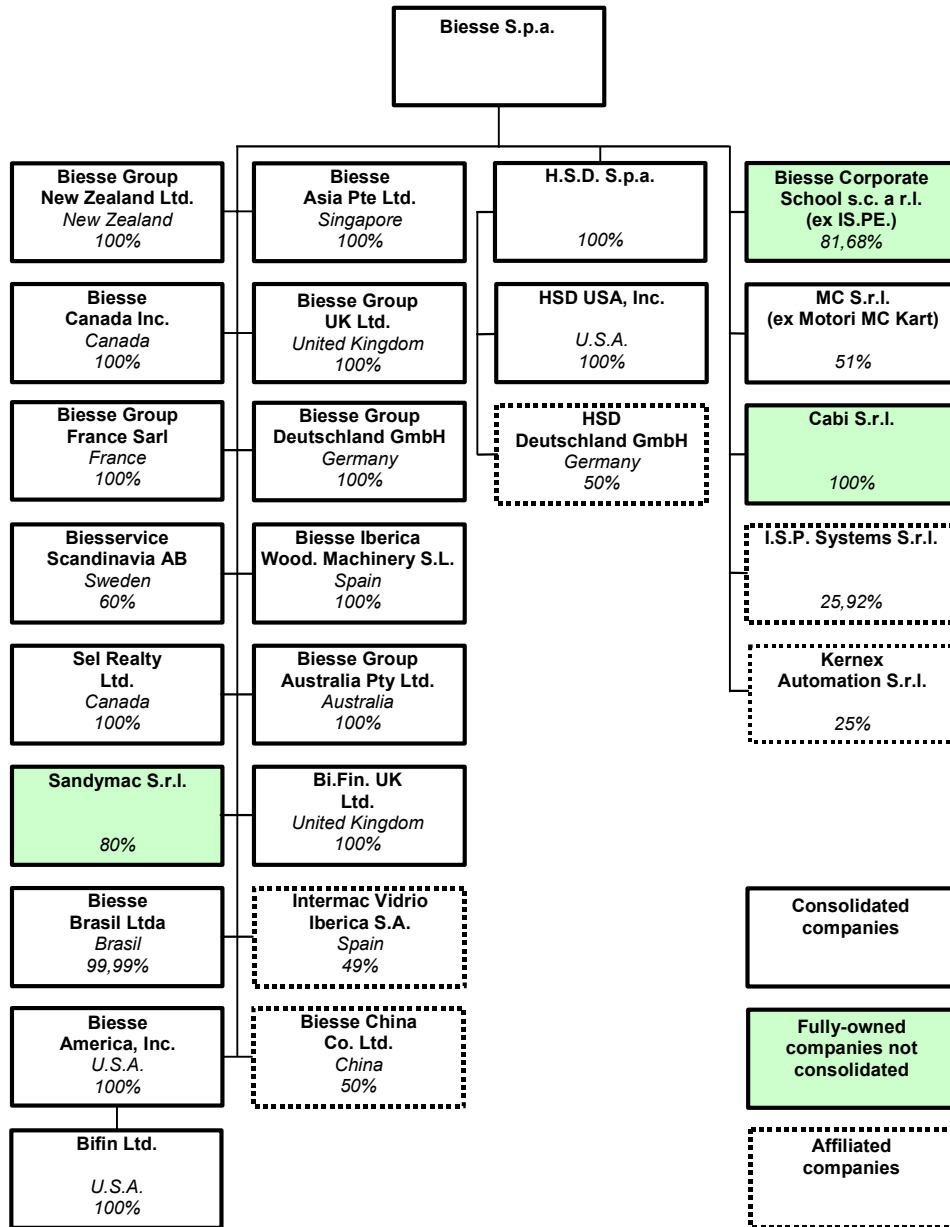 Biesse S.p.a.
Biesse Group
New Zealand Ltd.
New Zealand
100%
Biesse
Asia Pte Ltd.
Singapore
100%
H.S.D. S.p.a.
100%
Biesse Corporate
School s.c. a r.l.
(ex IS.PE.)
81,68%
Biesse
Canada Inc.
Canada
100%
Biesse Group
UK Ltd.
United Kingdom
100%
HSD USA, Inc.
U.S.A.
100%
MC S.r.l.
(ex Motori MC Kart)
51%
Biesse Group
France Sarl
France
100%
Biesse Group
Deutschland GmbH
Germany
100%
HSD
Deutschland GmbH
Germany
50%
Cabi S.r.l.
100%
Biesservice
Scandinavia AB
Sweden
60%
Biesse Iberica
Wood. Machinery S.L.
Spain
100%
I.S.P. Systems S.r.l.
25,92%
Sel Realty
Ltd.
Canada
100%
Biesse Group
Australia Pty Ltd.
Australia
100%
Kernex
Automation S.r.l.
25%
Sandymac S.r.l.
80%
Bi.Fin. UK
Ltd.
United Kingdom
100%
Biesse
Brasil Ltda
Brasil
99,99%
Intermac Vidrio
Iberica S.A.
Spain
49%
Consolidated
companies
Biesse
America, Inc.
U.S.A.
100%
Biesse China
Co. Ltd.
China
50%
Fully-owned
companies not
consolidated
Bifin Ltd.
U.S.A.
100%
Affiliated
companies